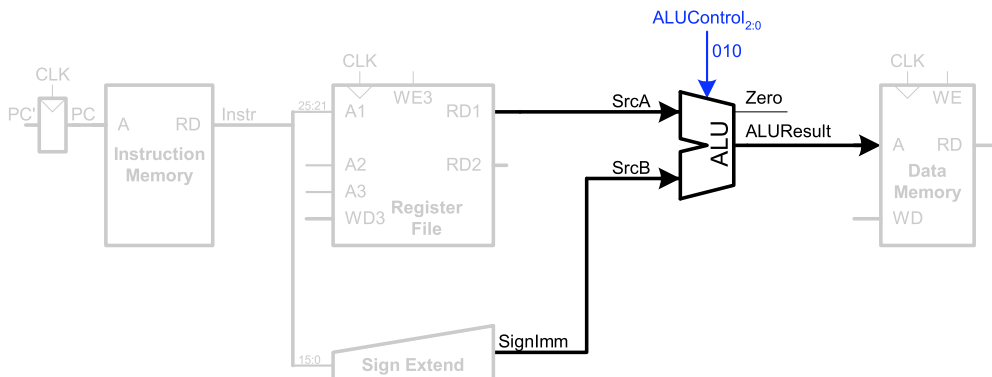 ALUControl2:0
010
CLK
CLK
CLK
PC'
PC
A
RD
Instr
Instruction
Memory
25:21
A1
WE3
RD1
A2
RD2
A3
WD3
Register
File
SrcA
SrcB
ALU
Zero
ALUResult
WE
A
RD
Data
Memory
WD
15:0
Sign Extend
SignImm